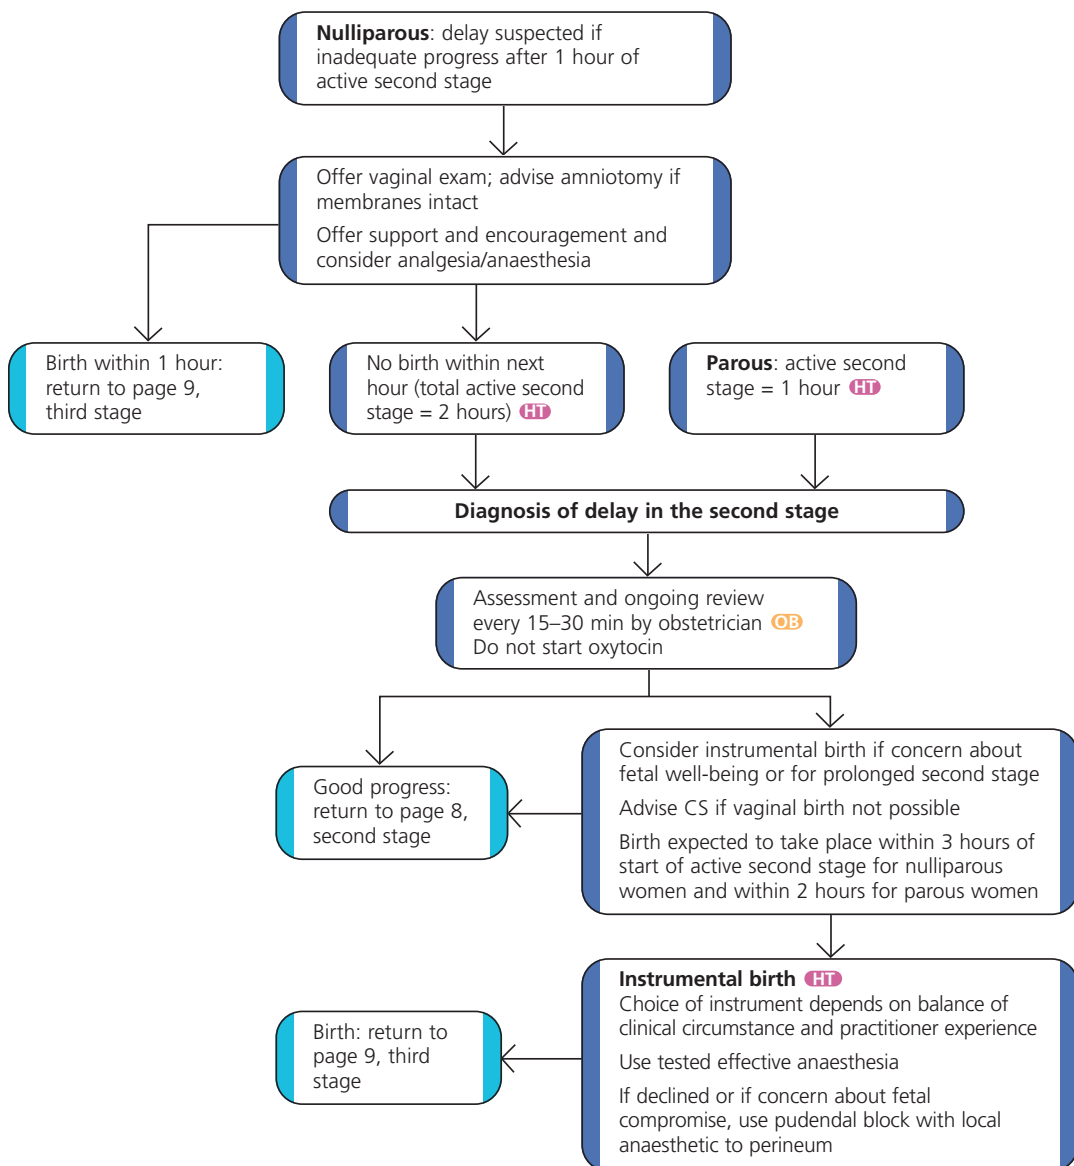 Nulliparous: delay suspected if
inadequate progress after 1 hour of
active second stage
Offer vaginal exam; advise amniotomy if
membranes intact
Offer support and encouragement and
consider analgesia/anaesthesia
Birth within 1 hour:
return to page 9,
third stage
No birth within next
hour (total active second
stage = 2 hours) HT
Parous: active second
stage = 1 hour HT
Diagnosis of delay in the second stage
Assessment and ongoing review
every 15–30 min by obstetrician OB
Do not start oxytocin
Good progress:
return to page 8,
second stage
Consider instrumental birth if concern about
fetal well-being or for prolonged second stage
Advise CS if vaginal birth not possible
Birth expected to take place within 3 hours of
start of active second stage for nulliparous
women and within 2 hours for parous women
Instrumental birth HT
Choice of instrument depends on balance of
clinical circumstance and practitioner experience
Use tested effective anaesthesia
If declined or if concern about fetal
compromise, use pudendal block with local
anaesthetic to perineum
Birth: return to
page 9, third
stage